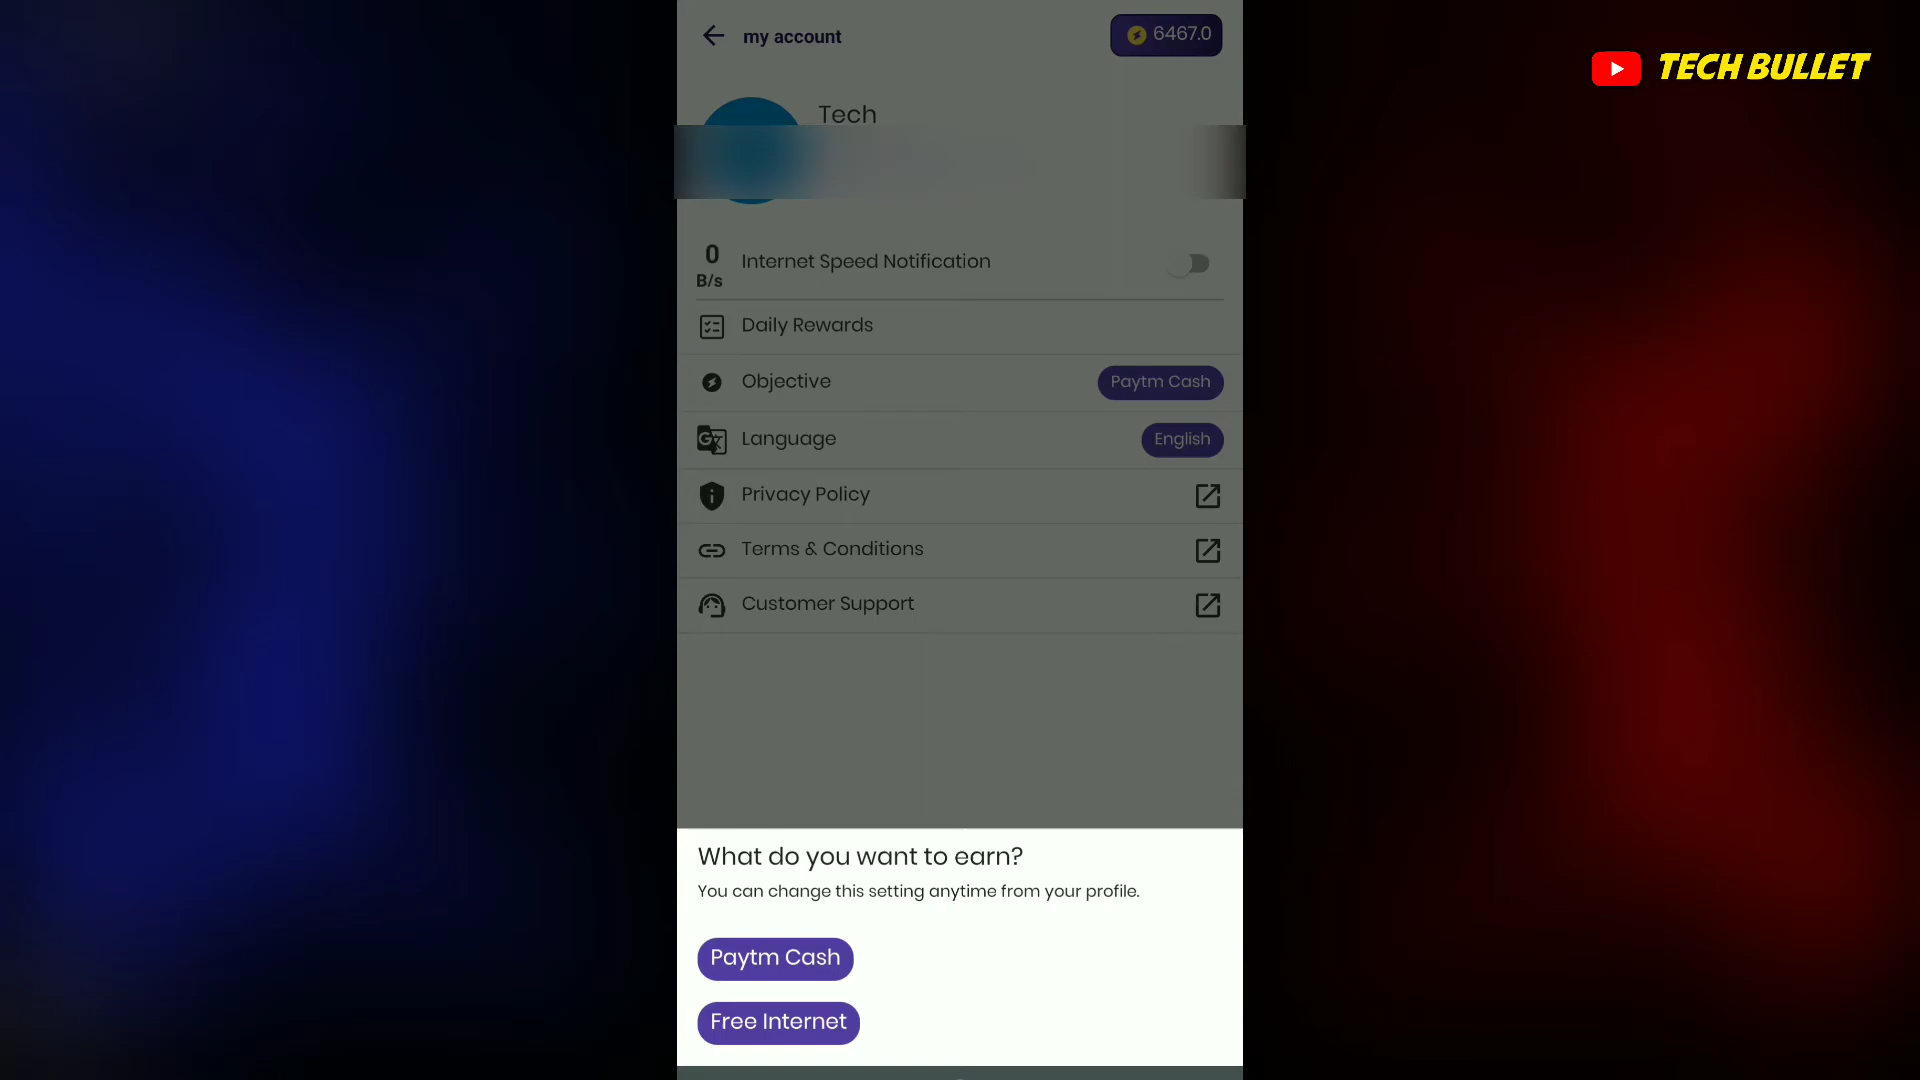 my account
6467.0
TECH BULLET
Tech
0
B/s
Internet Speed Notification
Daily Rewards
Objective
Paytm Cash
Language
English
Privacy Policy
Terms & Conditions
Customer Support
What do you want to earn?
You can change this setting anytime from your profile.
Paytm Cash
Free Internet